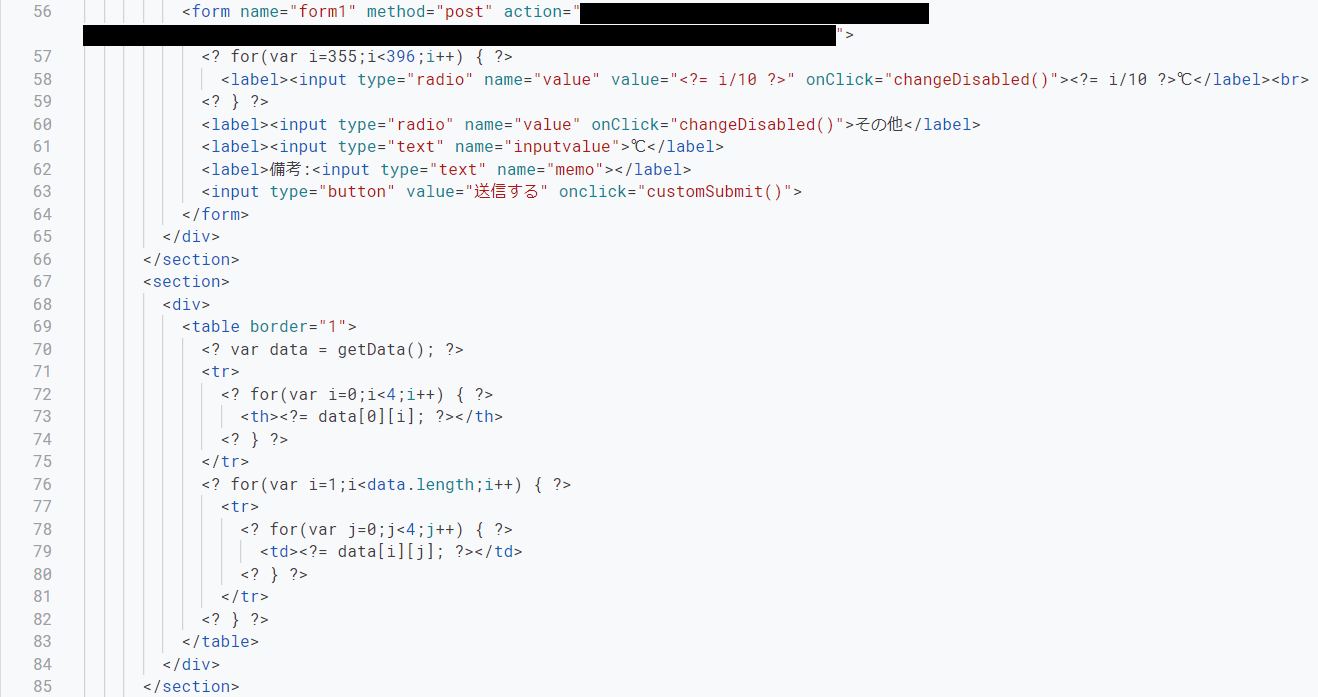 56 <form name="form1" method="post" action="
">
57 <? for(var i=355;i<396;i++) { ?>
58 <label><input type="radio" name="value" value="<?= i/10 ?>" onClick="changeDisabled()"><?= i/10 ?>℃</label><br>
59 <? } ?>
60 <label><input type="radio" name="value" onClick="changeDisabled()">その他</label>
61 <label><input type="text" name="inputvalue">℃</label>
62 <label>備考:<input type="text" name="memo"></label>
63 <input type="button" value="送信する" onclick="customSubmit()">
64 </form>
65 </div>
66 </section>
67 <section>
68 <div>
69 <table border="1">
70 <? var data = getData(); ?>
71 <tr>
72 <? for(var i=0;i<4;i++) { ?>
73 <th><?= data[0][i]; ?></th>
74 <? } ?>
75 </tr>
76 <? for(var i=1;i<data.length;i++) { ?>
77 <tr>
78 <? for(var j=0;j<4;j++) { ?>
79 <td><?= data[i][j]; ?></td>
80 <? } ?>
81 </tr>
82 <? } ?>
83 </table>
84 </div>
85 </section>